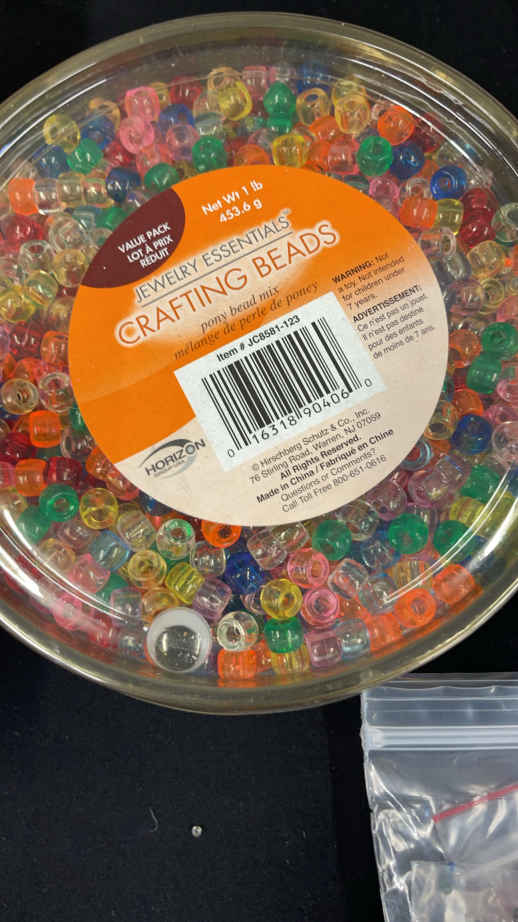 VALUE PACK
LOT À PRIX
RÉDUIT
Net Wt 1 lb
453.6 g
JEWELRY ESSENTIALS™
CRAFTING BEADS
pony bead mix
mélange de perle de poney
WARNING: Not
a toy. Not intended
for children under
7 years.
AVERTISSEMENT:
Ce n'est pas un jouet.
Il n'est pas destiné
pour des enfants
de moins de 7 ans.
Item # JC8581-123
0 16318 90406 0
HORIZON
© Hirschberg Schutz & Co., Inc.
76 Stirling Road, Warren, NJ 07059
All Rights Reserved.
Made in China / Fabriqué en Chine
Questions or Comments?
Call Toll Free 800-651-0616